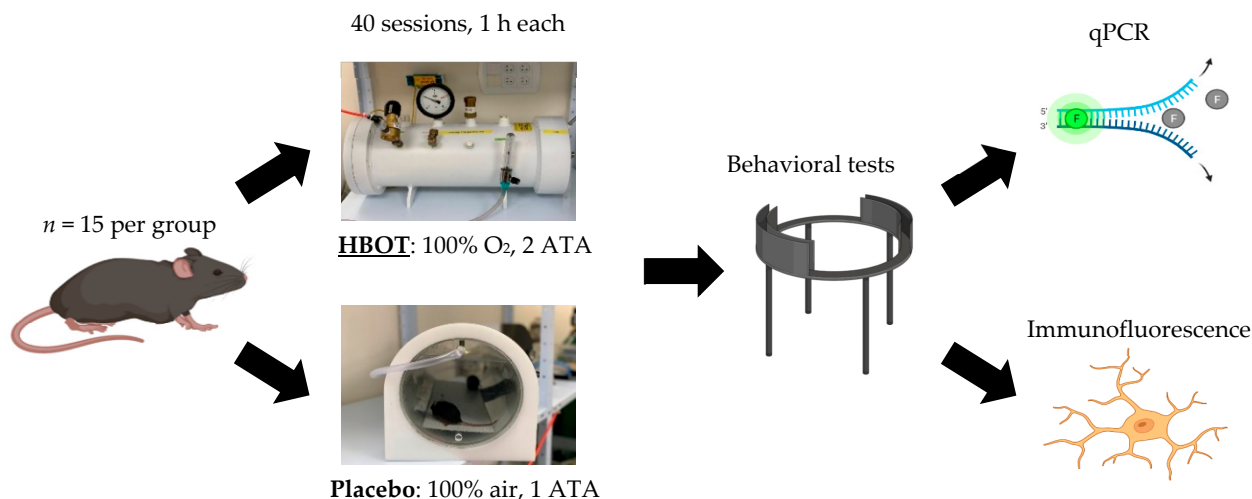 40 sessions, 1 h each
n = 15 per group
HBOT: 100% O₂, 2 ATA
Placebo: 100% air, 1 ATA
Behavioral tests
qPCR
5'
3'
F
F
F
Immunofluorescence